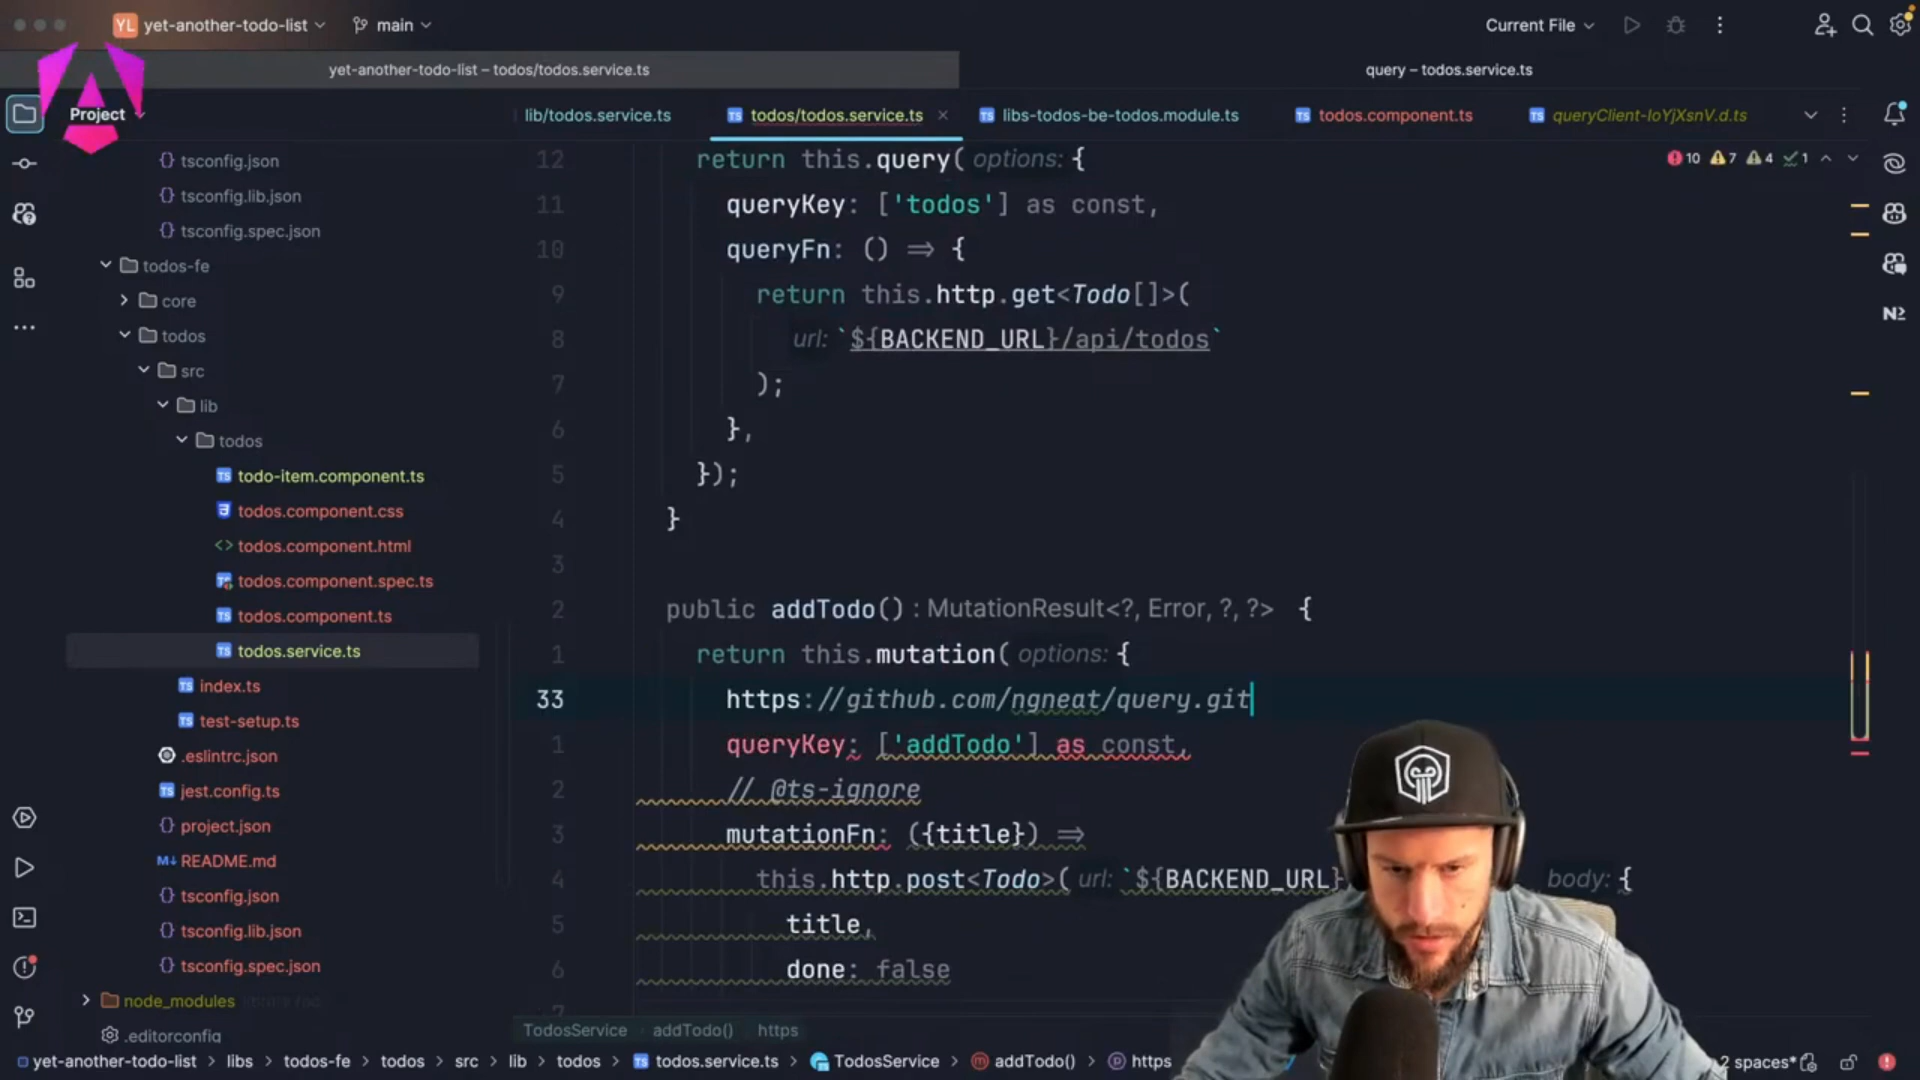 YL yet-another-todo-list main Current File
yet-another-todo-list – todos/todos.service.ts query – todos.service.ts
Project
lib/todos.service.ts todos/todos.service.ts libs-todos-be-todos.module.ts todos.component.ts queryClient-IoYjXsnV.d.ts
10 7 4 1
tsconfig.json
tsconfig.lib.json
tsconfig.spec.json
todos-fe
core
todos
src
lib
todos
todo-item.component.ts
todos.component.css
todos.component.html
todos.component.spec.ts
todos.component.ts
todos.service.ts
index.ts
test-setup.ts
.eslintrc.json
jest.config.ts
project.json
README.md
tsconfig.json
tsconfig.lib.json
tsconfig.spec.json
node_modules
.editorconfig
12 return this.query( options: {
11 queryKey: ['todos'] as const,
10 queryFn: () => {
9 return this.http.get<Todo[]>(
8 url: `${BACKEND_URL}/api/todos`
7 );
6 },
5 });
4 }
3
2 public addTodo() : MutationResult<?, Error, ?, ?> {
1 return this.mutation( options: {
33 https://github.com/ngneat/query.git
1 queryKey: ['addTodo'] as const,
2 // @ts-ignore
3 mutationFn: ({title}) =>
4 this.http.post<Todo>( url: `${BACKEND_URL} body: {
5 title,
6 done: false
TodosService addTodo() https
yet-another-todo-list > libs > todos-fe > todos > src > lib > todos > todos.service.ts > TodosService > addTodo() > https 2 spaces*